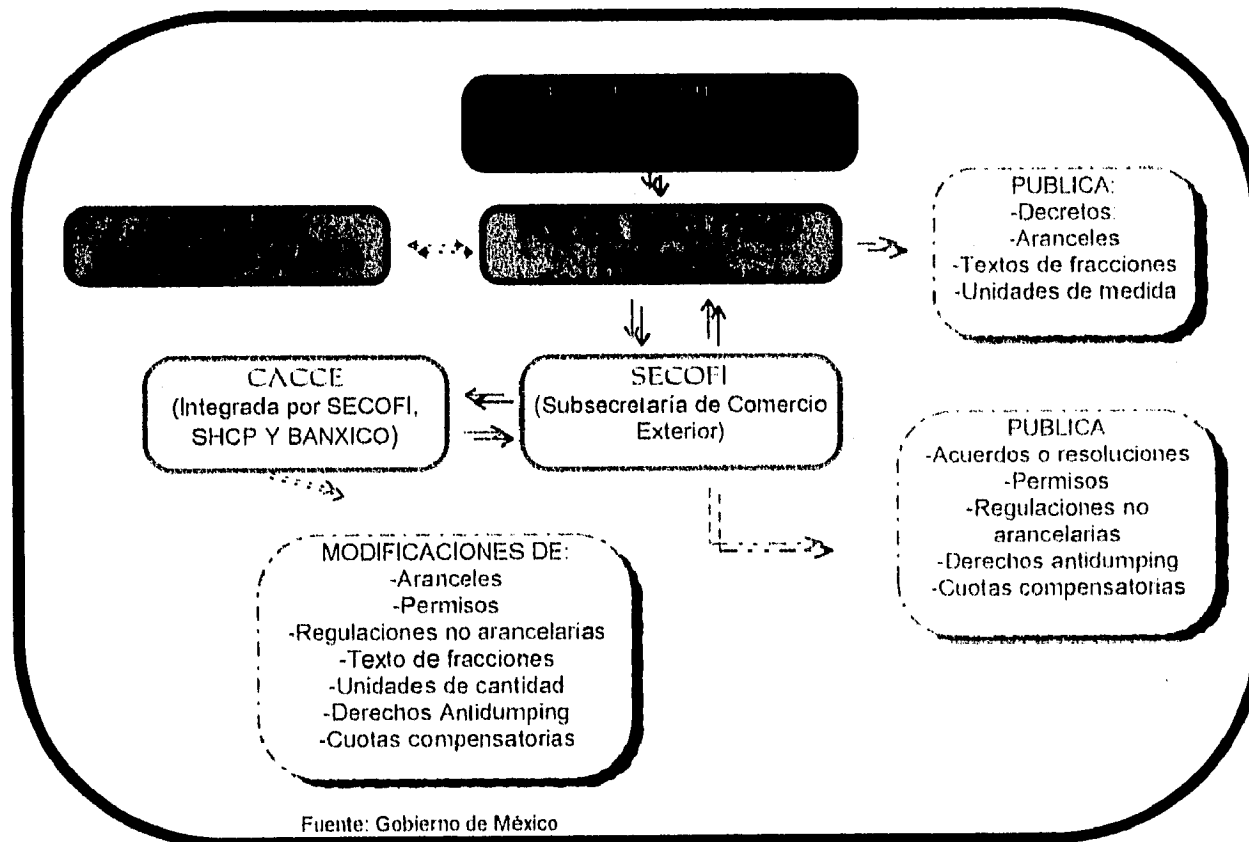 PUBLICA:
-Decretos:
-Aranceles
-Textos de fracciones
-Unidades de medida
CACCE
(Integrada por SECOFI,
SHCP Y BANXICO)
SECOFI
(Subsecretaría de Comercio
Exterior)
PUBLICA
-Acuerdos o resoluciones
-Permisos
-Regulaciones no
arancelarias
-Derechos antidumping
-Cuotas compensatorias
MODIFICACIONES DE:
-Aranceles
-Permisos
-Regulaciones no arancelarias
-Texto de fracciones
-Unidades de cantidad
-Derechos Antidumping
-Cuotas compensatorias
Fuente: Gobierno de México